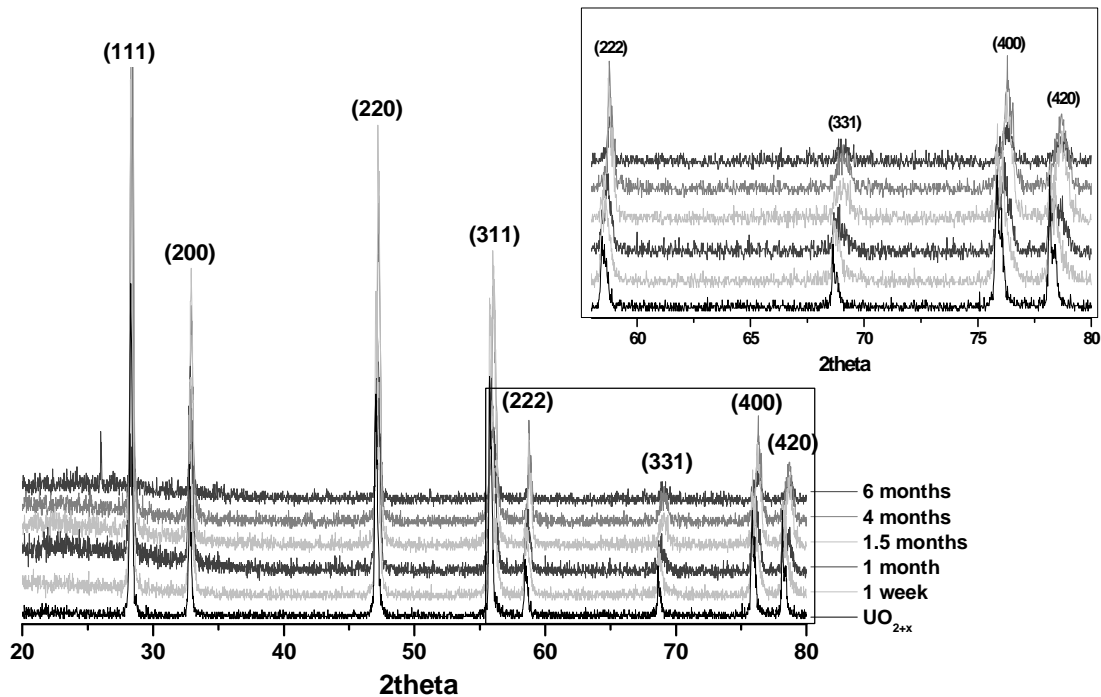 (111)
(200)
(220)
(311)
(222)
(331)
(400)
(420)
6 months
4 months
1.5 months
1 month
1 week
UO2+x
20 30 40 50 60 70 80
2theta
(222)
(331)
(400)
(420)
60 65 70 75 80
2theta